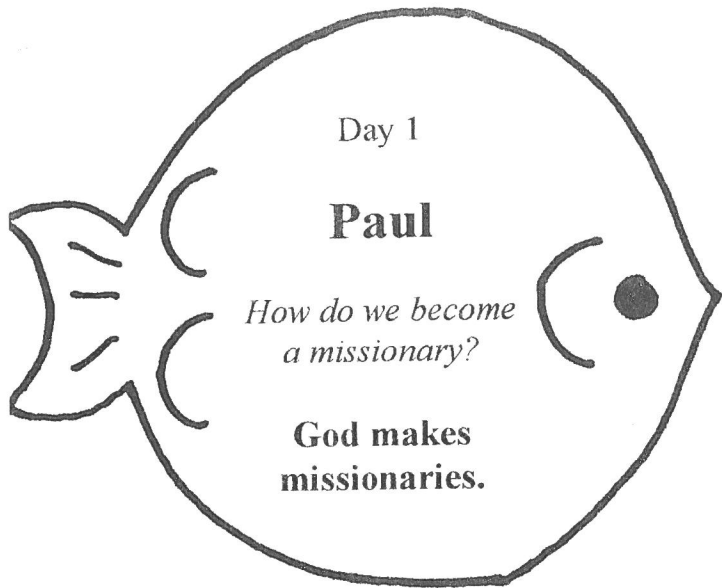 Day 1
Paul
How do we become
a missionary?
God makes
missionaries.